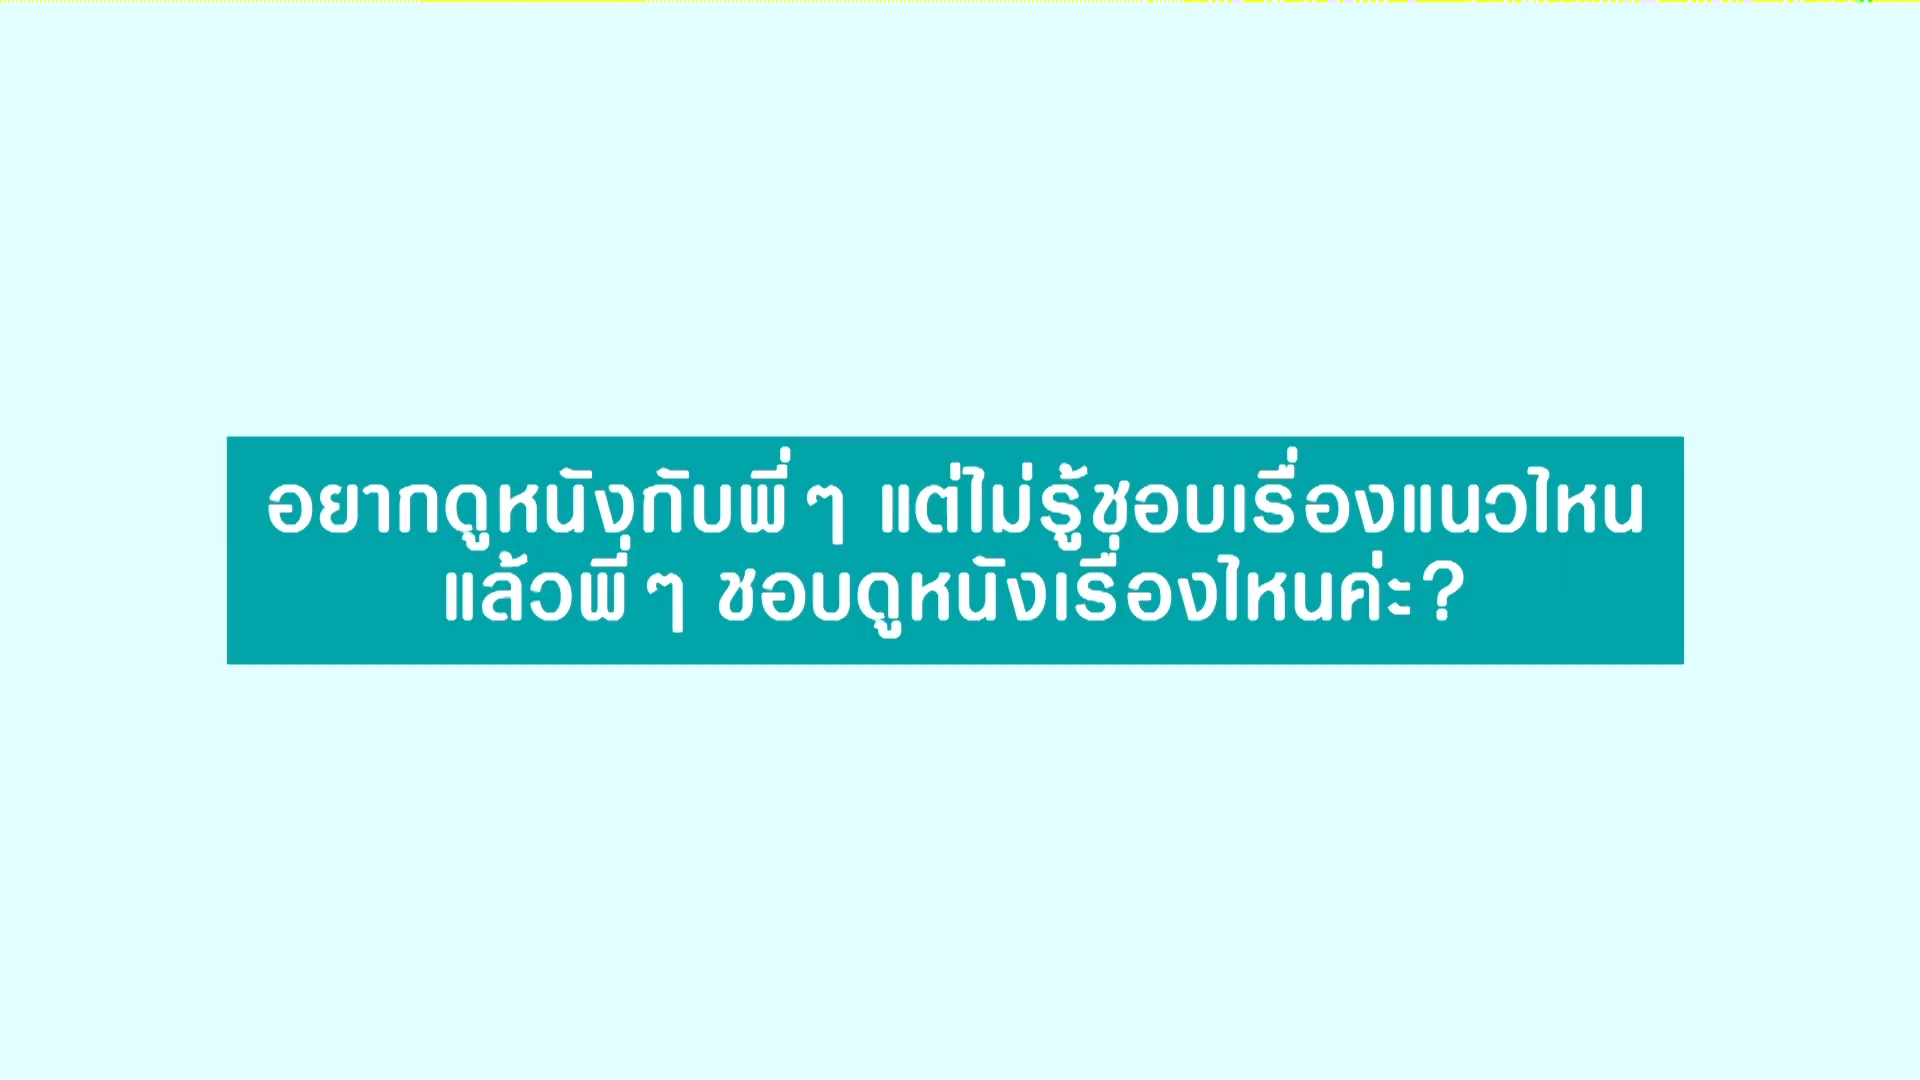 อยากดูหนังกับพี่ ๆ แต่ไม่รู้ชอบเรื่องแนวไหน
แล้วพี่ ๆ ชอบดูหนังเรื่องไหนค่ะ?